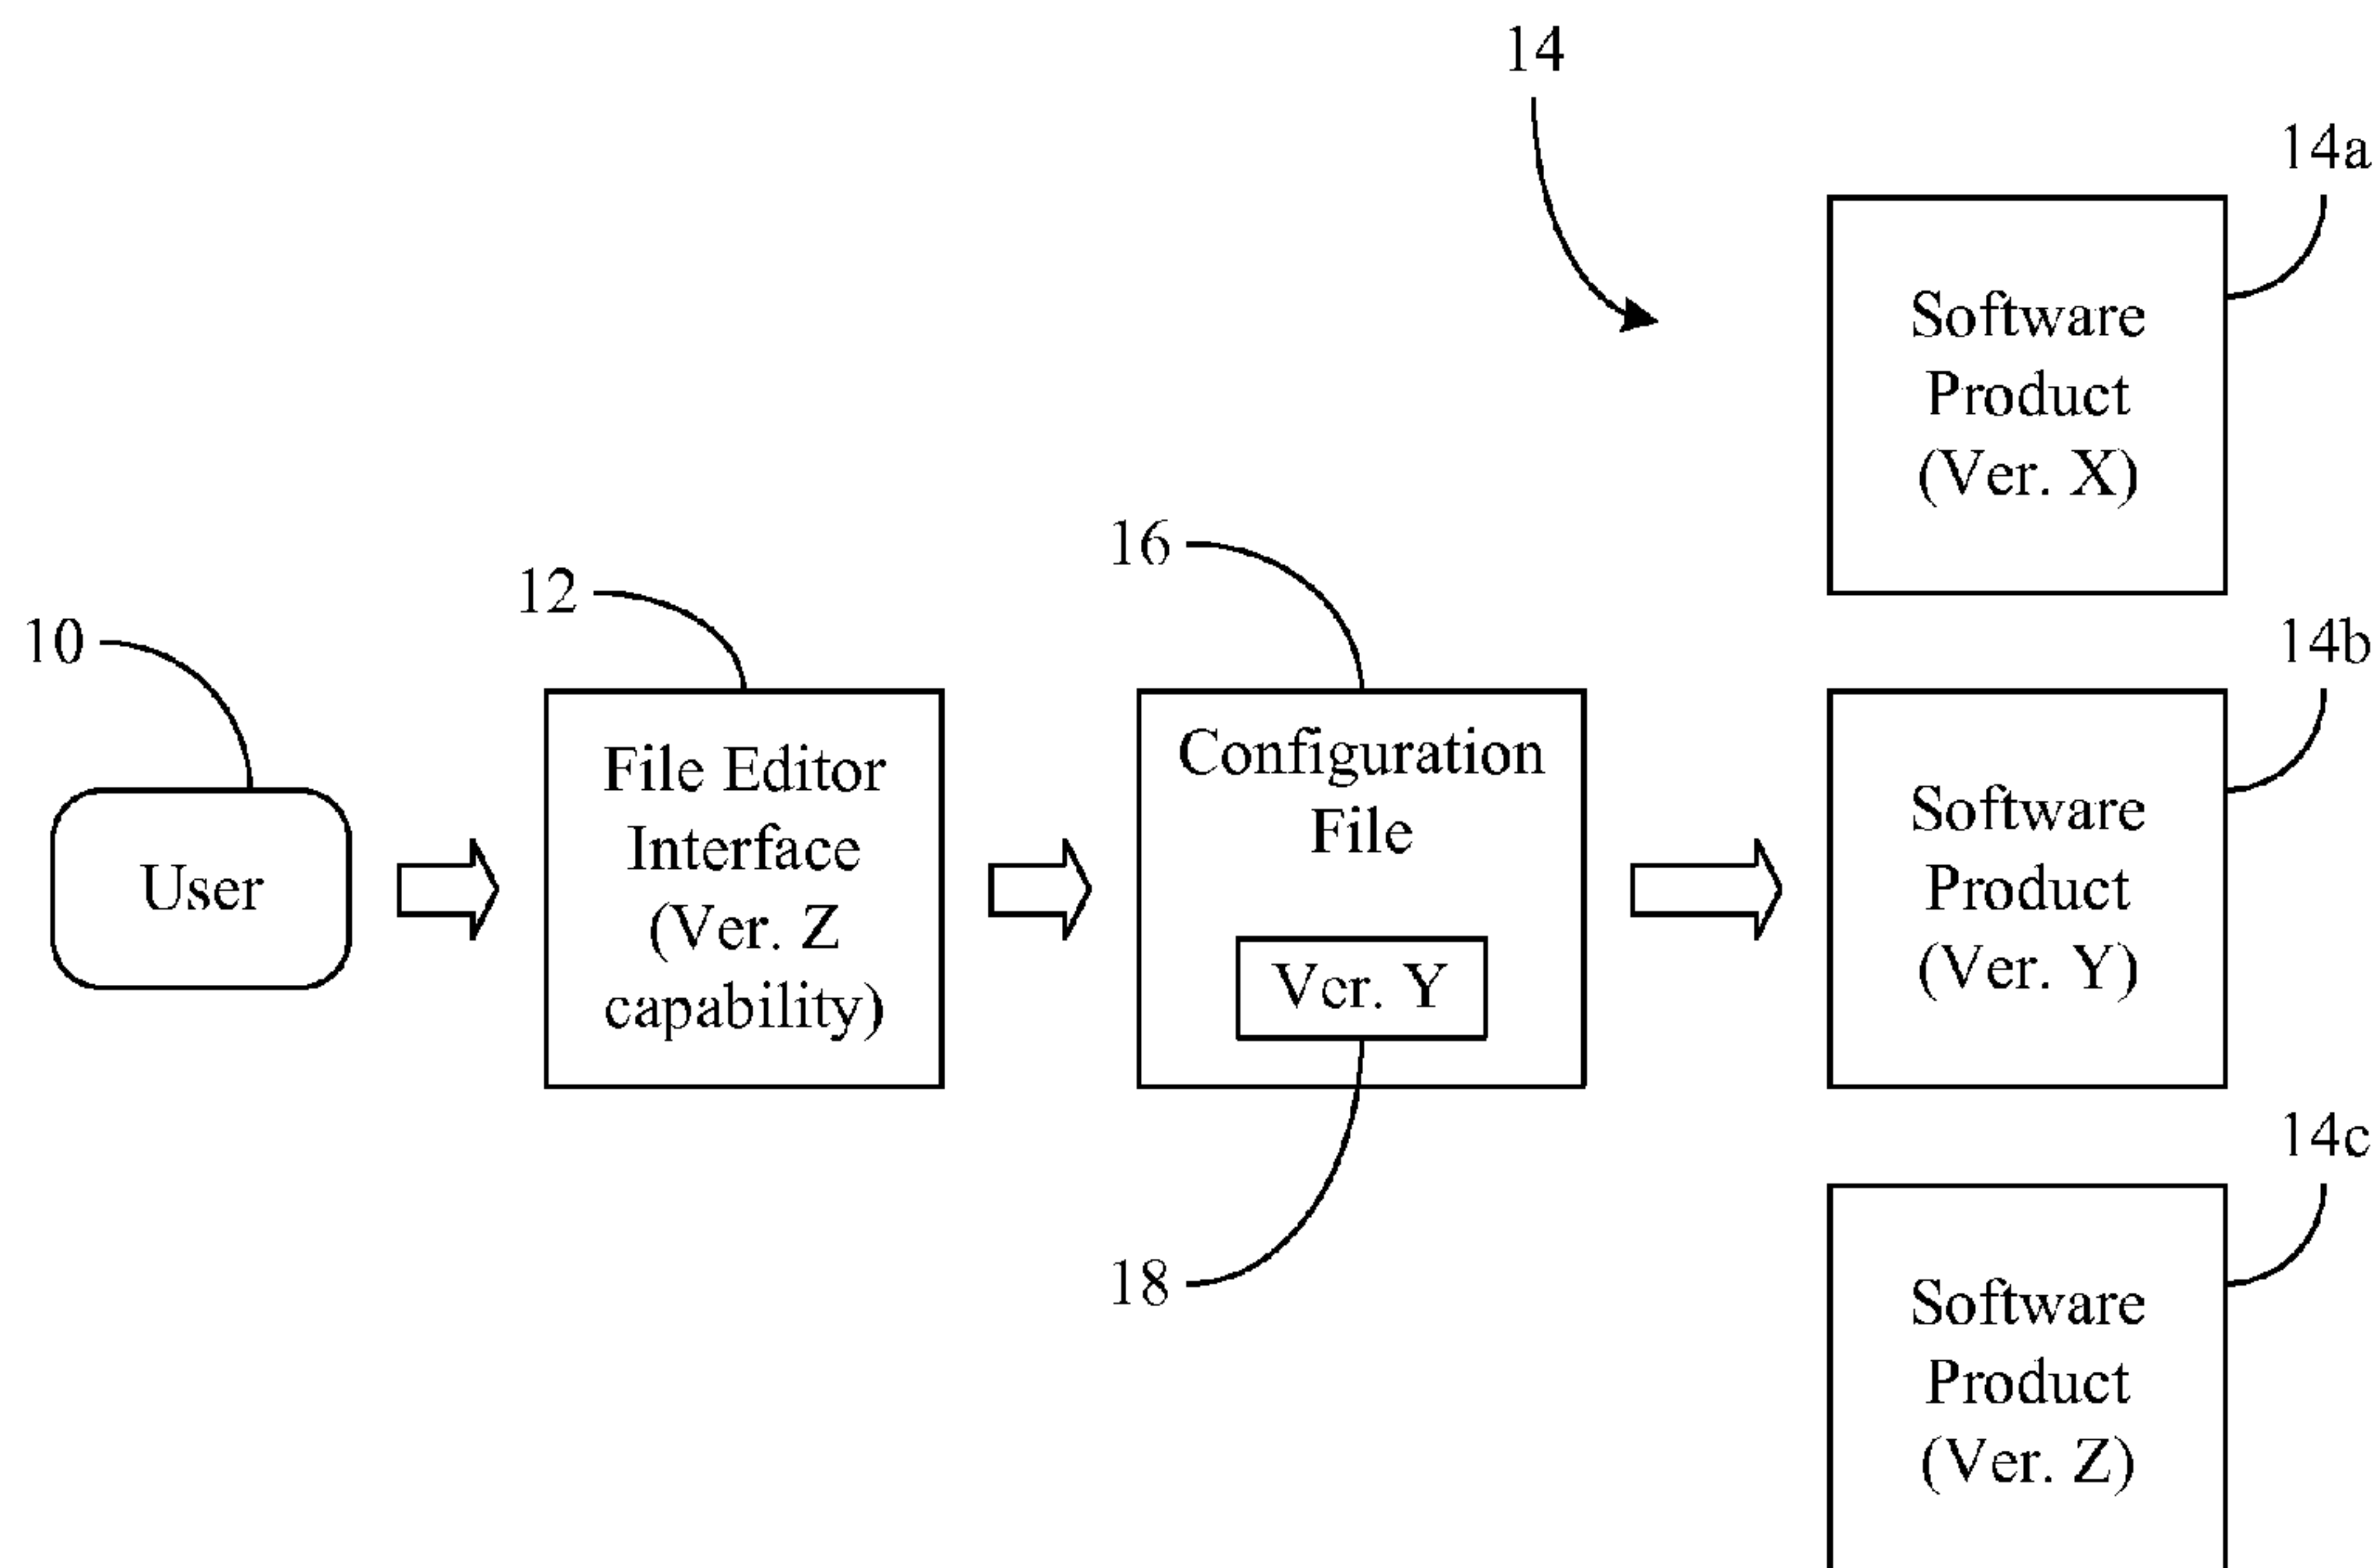 14
14a
Software
Product
(Ver. X)
16
12
10
14b
File Editor
Interface
(Ver. Z
capability)
Configuration
File
Ver. Y
User
Software
Product
(Ver. Y)
18
14c
Software
Product
(Ver. Z)